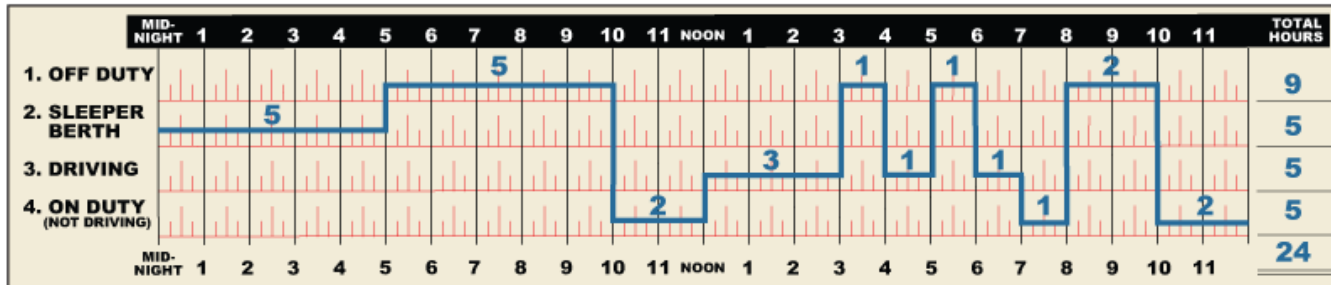 MID-NIGHT 1 2 3 4 5 6 7 8 9 10 11 NOON 1 2 3 4 5 6 7 8 9 10 11 TOTAL HOURS
1. OFF DUTY 5 1 1 2 9
2. SLEEPER BERTH 5 5
3. DRIVING 3 1 1 5
4. ON DUTY (NOT DRIVING) 2 1 2 5
MID-NIGHT 1 2 3 4 5 6 7 8 9 10 11 NOON 1 2 3 4 5 6 7 8 9 10 11 24